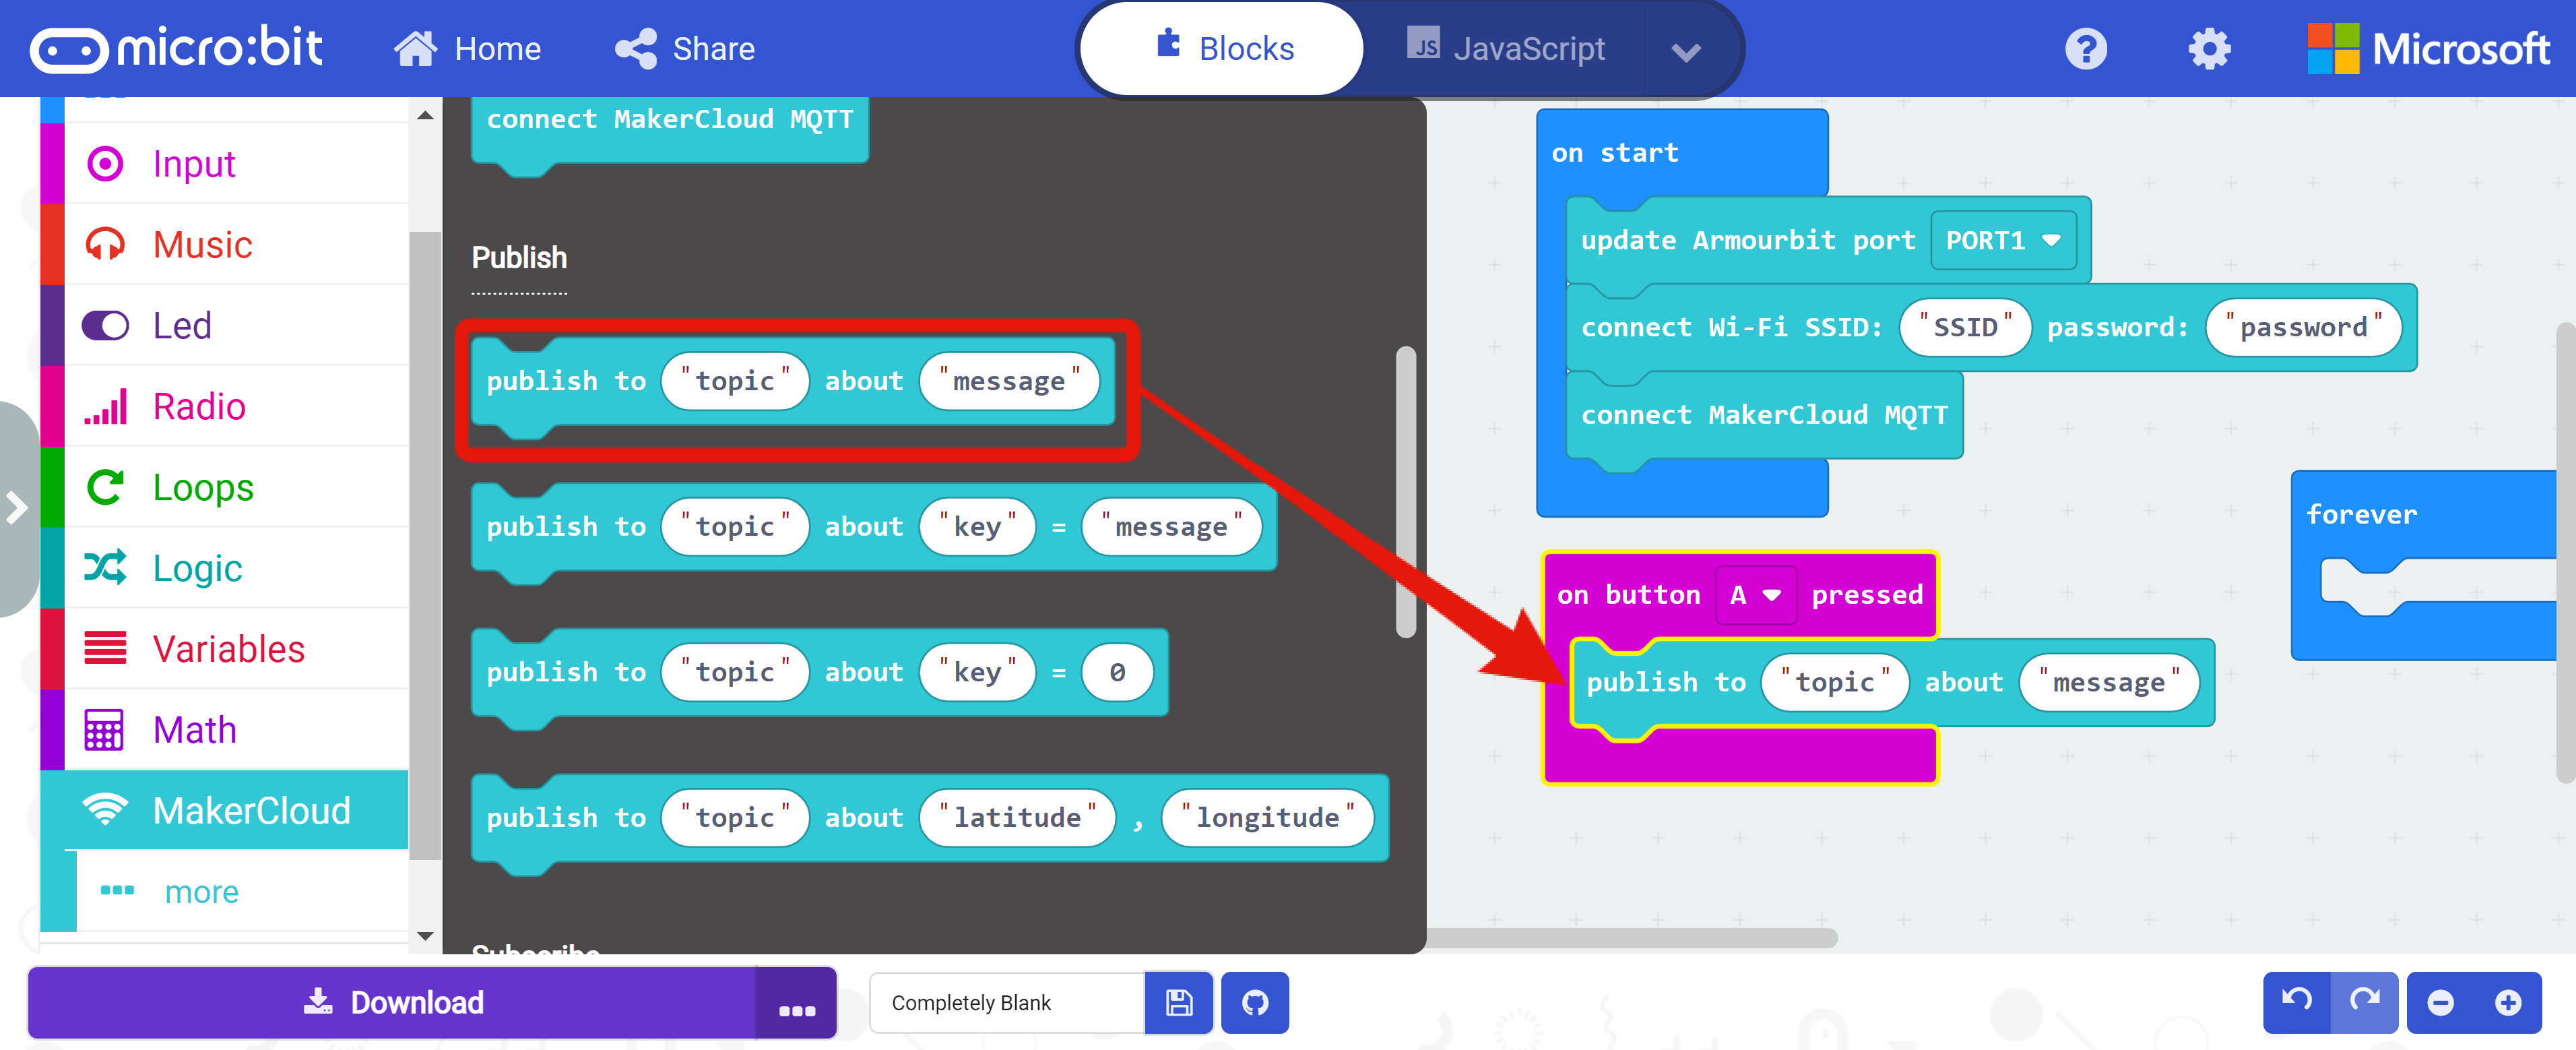 micro:bit Home Share Blocks JS JavaScript ? Microsoft
Input
Music
Led
Radio
Loops
Logic
Variables
Math
MakerCloud
more
connect MakerCloud MQTT
Publish
publish to "topic" about "message"
publish to "topic" about "key" = "message"
publish to "topic" about "key" = 0
publish to "topic" about "latitude" , "longitude"
Subscribe
on start
update Armourbit port PORT1
connect Wi-Fi SSID: "SSID" password: "password"
connect MakerCloud MQTT
forever
on button A pressed
publish to "topic" about "message"
Download ... Completely Blank